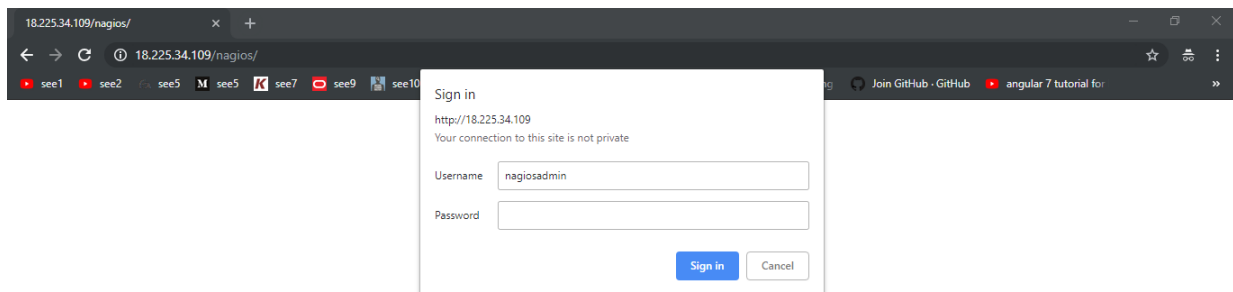 18.225.34.109/nagios/
18.225.34.109/nagios/
see1 see2 see5 M see5 K see7 see9 see10 Join GitHub · GitHub angular 7 tutorial for
Sign in
http://18.225.34.109
Your connection to this site is not private
Username nagiosadmin
Password
Sign in Cancel